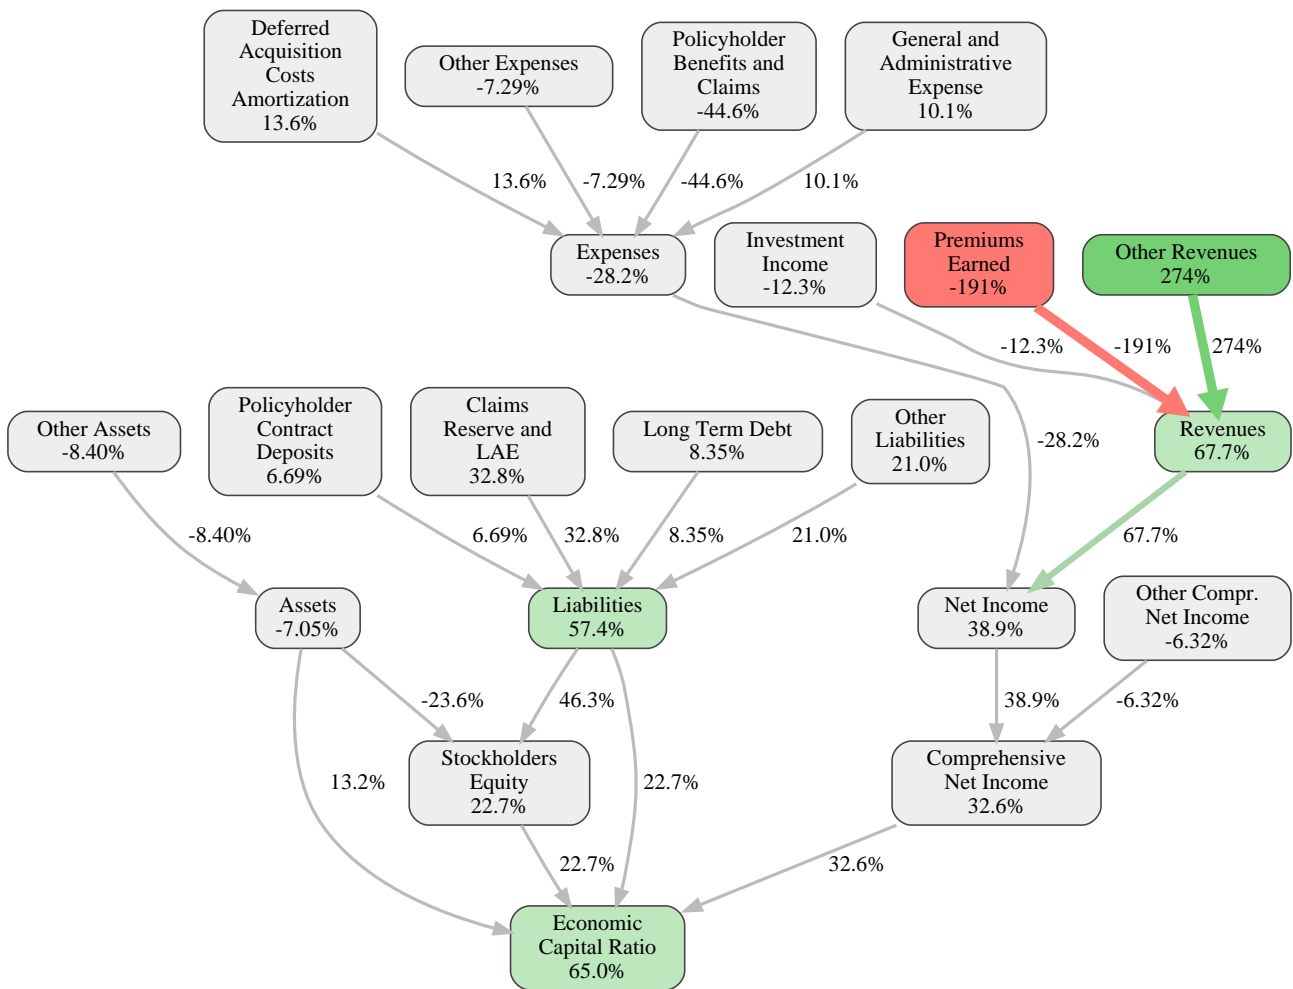 Deferred
Acquisition
Costs
Amortization
13.6%
Other Expenses
-7.29%
Policyholder
Benefits and
Claims
-44.6%
General and
Administrative
Expense
10.1%
13.6%
-7.29%
-44.6%
10.1%
Expenses
-28.2%
Investment
Income
-12.3%
Premiums
Earned
-191%
Other Revenues
274%
-12.3%
-191%
274%
Other Assets
-8.40%
Policyholder
Contract
Deposits
6.69%
Claims
Reserve and
LAE
32.8%
Long Term Debt
8.35%
Other
Liabilities
21.0%
-28.2%
Revenues
67.7%
-8.40%
6.69%
32.8%
8.35%
21.0%
67.7%
Assets
-7.05%
Liabilities
57.4%
Net Income
38.9%
Other Compr.
Net Income
-6.32%
-23.6%
46.3%
38.9%
-6.32%
13.2%
Stockholders
Equity
22.7%
22.7%
Comprehensive
Net Income
32.6%
22.7%
32.6%
Economic
Capital Ratio
65.0%